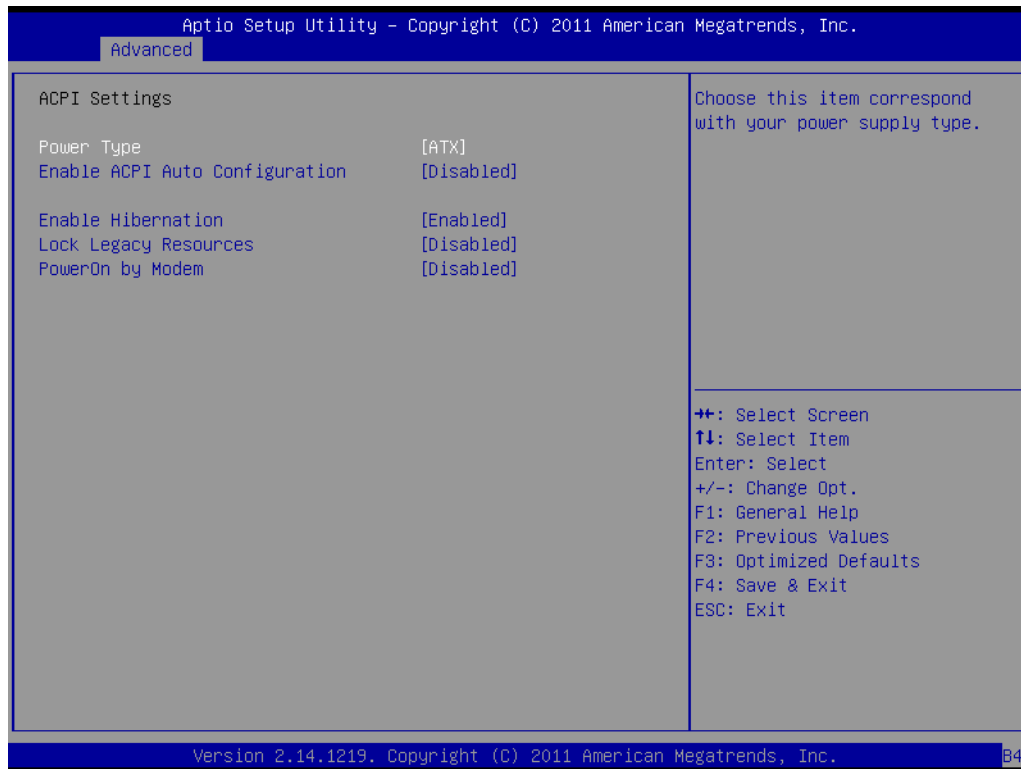 Aptio Setup Utility – Copyright (C) 2011 American Megatrends, Inc.
Advanced
ACPI Settings
Power Type [ATX]
Enable ACPI Auto Configuration [Disabled]
Enable Hibernation [Enabled]
Lock Legacy Resources [Disabled]
PowerOn by Modem [Disabled]
Choose this item correspond
with your power supply type.
→←: Select Screen
↑↓: Select Item
Enter: Select
+/-: Change Opt.
F1: General Help
F2: Previous Values
F3: Optimized Defaults
F4: Save & Exit
ESC: Exit
Version 2.14.1219. Copyright (C) 2011 American Megatrends, Inc.
B4